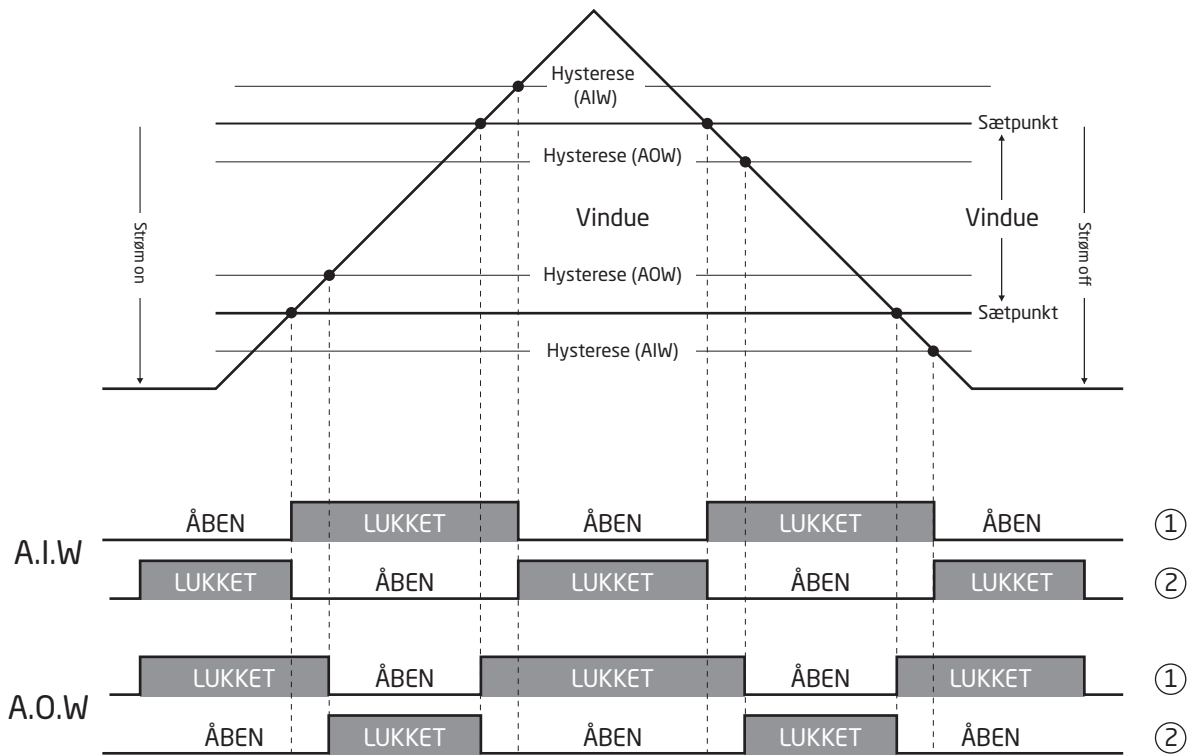 Hysterese
(AIW)
Sætpunkt
Hysterese (AOW)
Strøm on
Vindue
Vindue
Strøm off
Hysterese (AOW)
Sætpunkt
Hysterese (AIW)
A.I.W
ÅBEN LUKKET ÅBEN LUKKET ÅBEN 1
LUKKET ÅBEN LUKKET ÅBEN LUKKET 2
A.O.W
LUKKET ÅBEN LUKKET ÅBEN LUKKET 1
ÅBEN LUKKET ÅBEN LUKKET ÅBEN 2